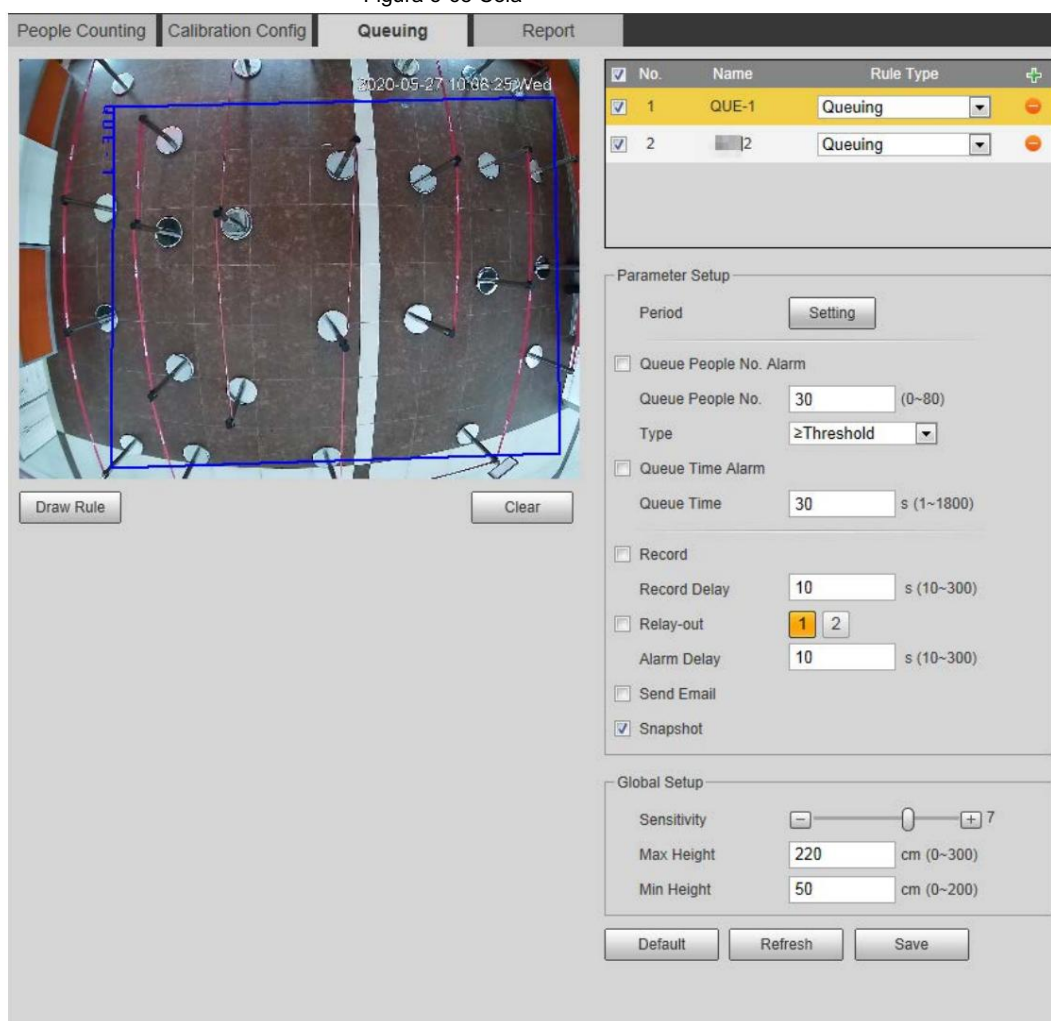 People Counting Calibration Config Queuing Report
2020-05-27 10:08:25 Wed
QUE-1
Draw Rule Clear
No. Name Rule Type
1 QUE-1 Queuing
2 2 Queuing
Parameter Setup
Period Setting
Queue People No. Alarm
Queue People No. 30 (0~80)
Type ≥Threshold
Queue Time Alarm
Queue Time 30 s (1~1800)
Record
Record Delay 10 s (10~300)
Relay-out 1 2
Alarm Delay 10 s (10~300)
Send Email
Snapshot
Global Setup
Sensitivity 7
Max Height 220 cm (0~300)
Min Height 50 cm (0~200)
Default Refresh Save